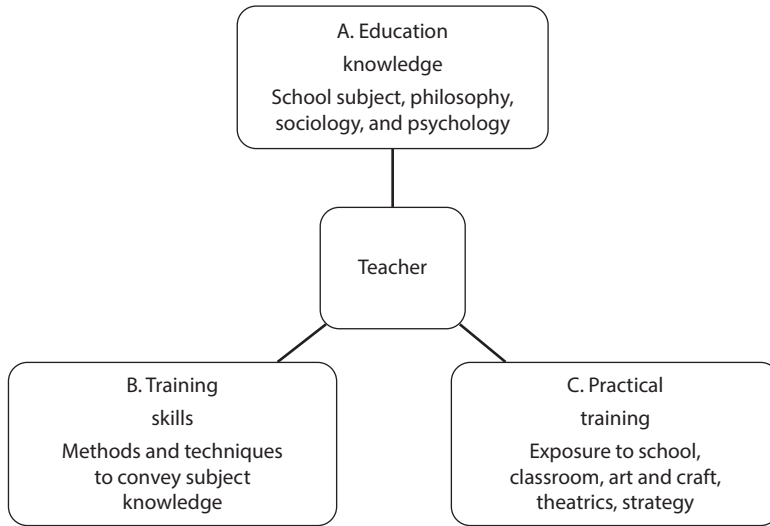 A. Education
knowledge
School subject, philosophy,
sociology, and psychology
Teacher
B. Training
skills
Methods and techniques
to convey subject
knowledge
C. Practical
training
Exposure to school,
classroom, art and craft,
theatrics, strategy